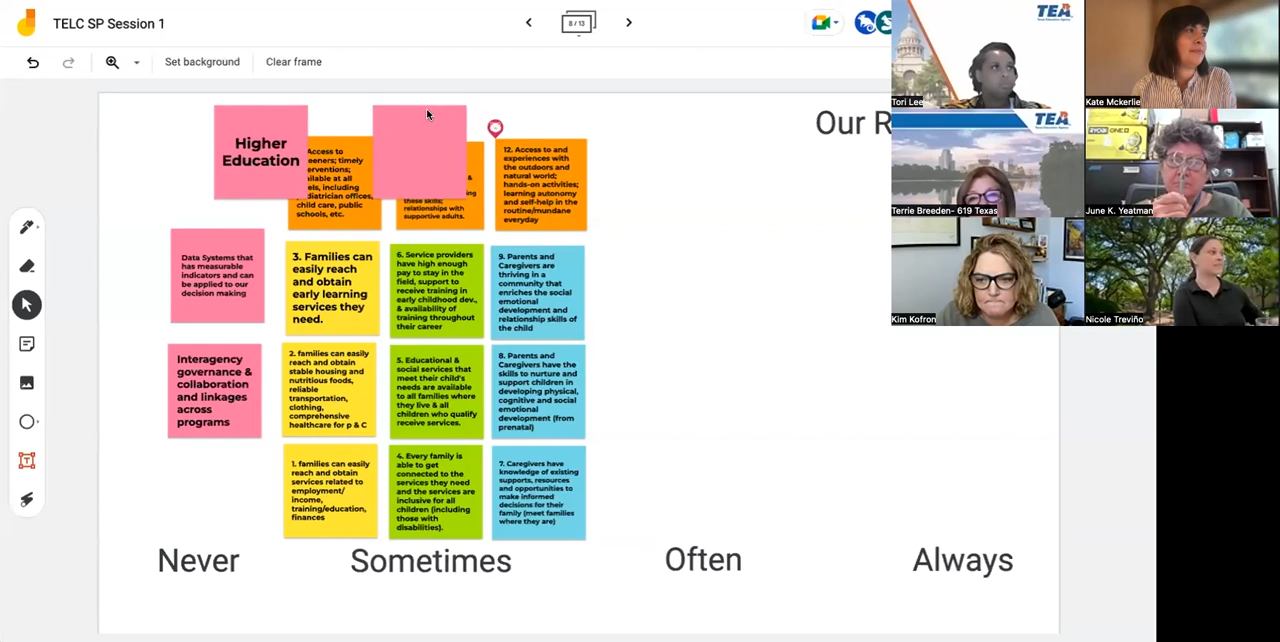 TELC SP Session 1
8 / 13
Set background
Clear frame
TEA
Tori Lee
Kate Mckerlie
TEA
Terrie Breeden- 619 Texas
June K. Yeatman
Kim Kofron
Nicole Treviño
RYOBI ONE+
Our R
Higher
Education
Access to
eeners; timely
erventions;
ilable at all
els, including
diatrician offices,
child care, public
schools, etc.
&
ing
these skills;
relationships with
supportive adults.
12. Access to and
experiences with
the outdoors and
natural world;
hands-on activities;
learning autonomy
and self-help in the
routine/mundane
everyday
Data Systems that
has measurable
indicators and can
be applied to our
decision making
3. Families can
easily reach
and obtain
early learning
services they
need.
6. Service providers
have high enough
pay to stay in the
field, support to
receive training in
early childhood dev.,
& availability of
training throughout
their career
9. Parents and
Caregivers are
thriving in a
community that
enriches the social
emotional
development and
relationship skills of
the child
Interagency
governance &
collaboration
and linkages
across
programs
2. families can easily
reach and obtain
stable housing and
nutritious foods,
reliable
transportation,
clothing,
comprehensive
healthcare for p & C
5. Educational &
social services that
meet their child's
needs are available
to all families where
they live & all
children who qualify
receive services.
8. Parents and
Caregivers have the
skills to nurture and
support children in
developing physical,
cognitive and social
emotional
development (from
prenatal)
1. families can easily
reach and obtain
services related to
employment/
income,
training/education,
finances
4. Every family is
able to get
connected to the
services they need
and the services are
inclusive for all
children (including
those with
disabilities).
7. Caregivers have
knowledge of existing
supports, resources
and opportunities to
make informed
decisions for their
family (meet families
where they are)
Never
Sometimes
Often
Always